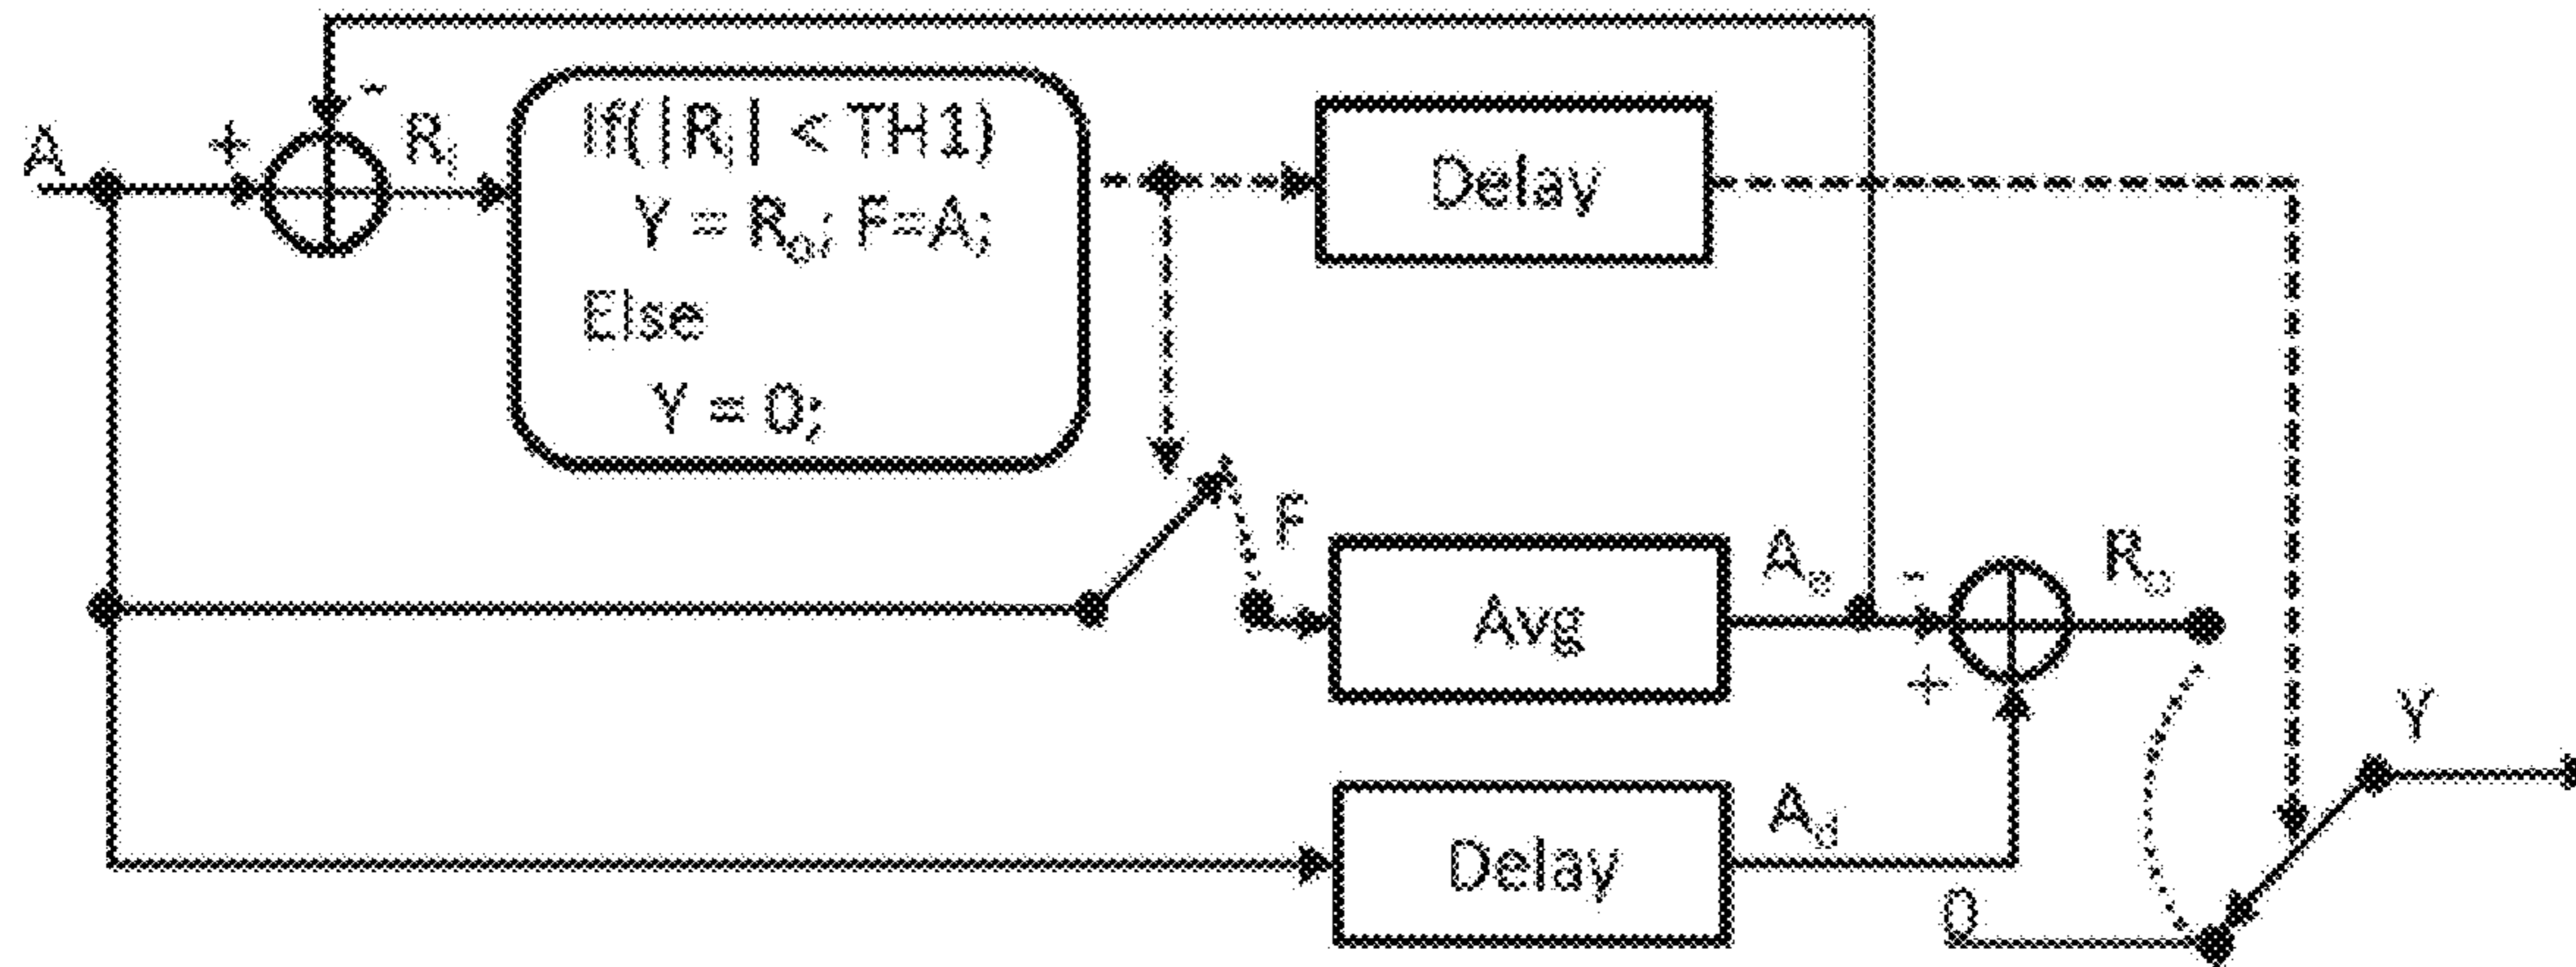 A
+
-
Ri
If(|Ri| < TH1)
Y = Ro; F=A;
Else
Y = 0;
Delay
F
Avg
Ae
-
+
Ro
Delay
Ad
0
Y